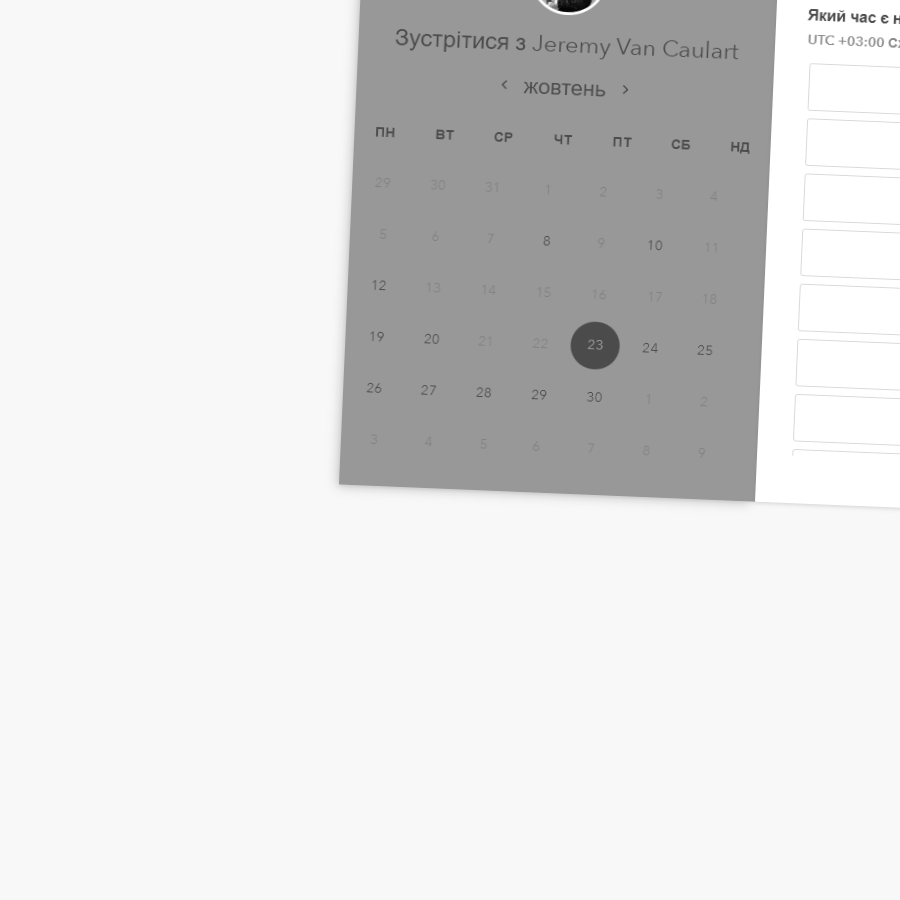 Зустрітися з Jeremy Van Caulart
‹ жовтень ›
ПН ВТ СР ЧТ ПТ СБ НД
29 30 31 1 2 3 4
5 6 7 8 9 10 11
12 13 14 15 16 17 18
19 20 21 22 23 24 25
26 27 28 29 30 1 2
3 4 5 6 7 8 9
Який час є
UTC +03:00